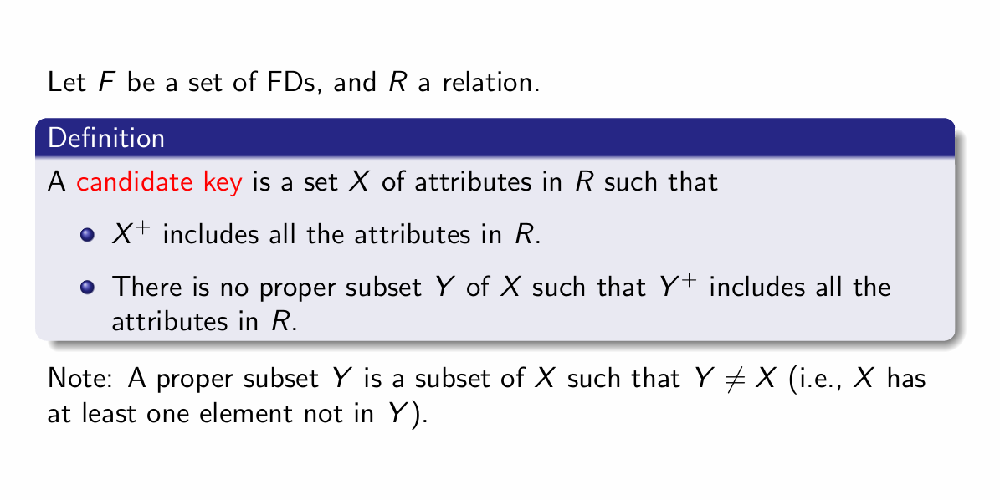 Let F be a set of FDs, and R a relation.
Definition
A candidate key is a set X of attributes in R such that
X⁺ includes all the attributes in R.
There is no proper subset Y of X such that Y⁺ includes all the
attributes in R.
Note: A proper subset Y is a subset of X such that Y ≠ X (i.e., X has
at least one element not in Y).